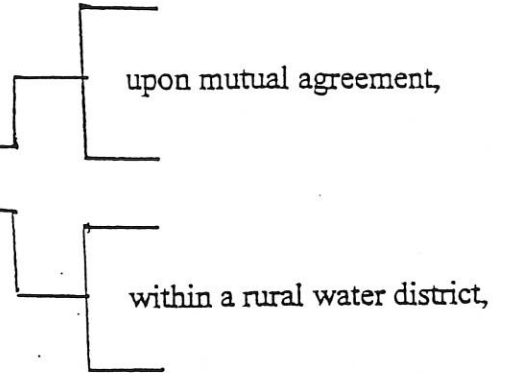 upon mutual agreement,
within a rural water district,